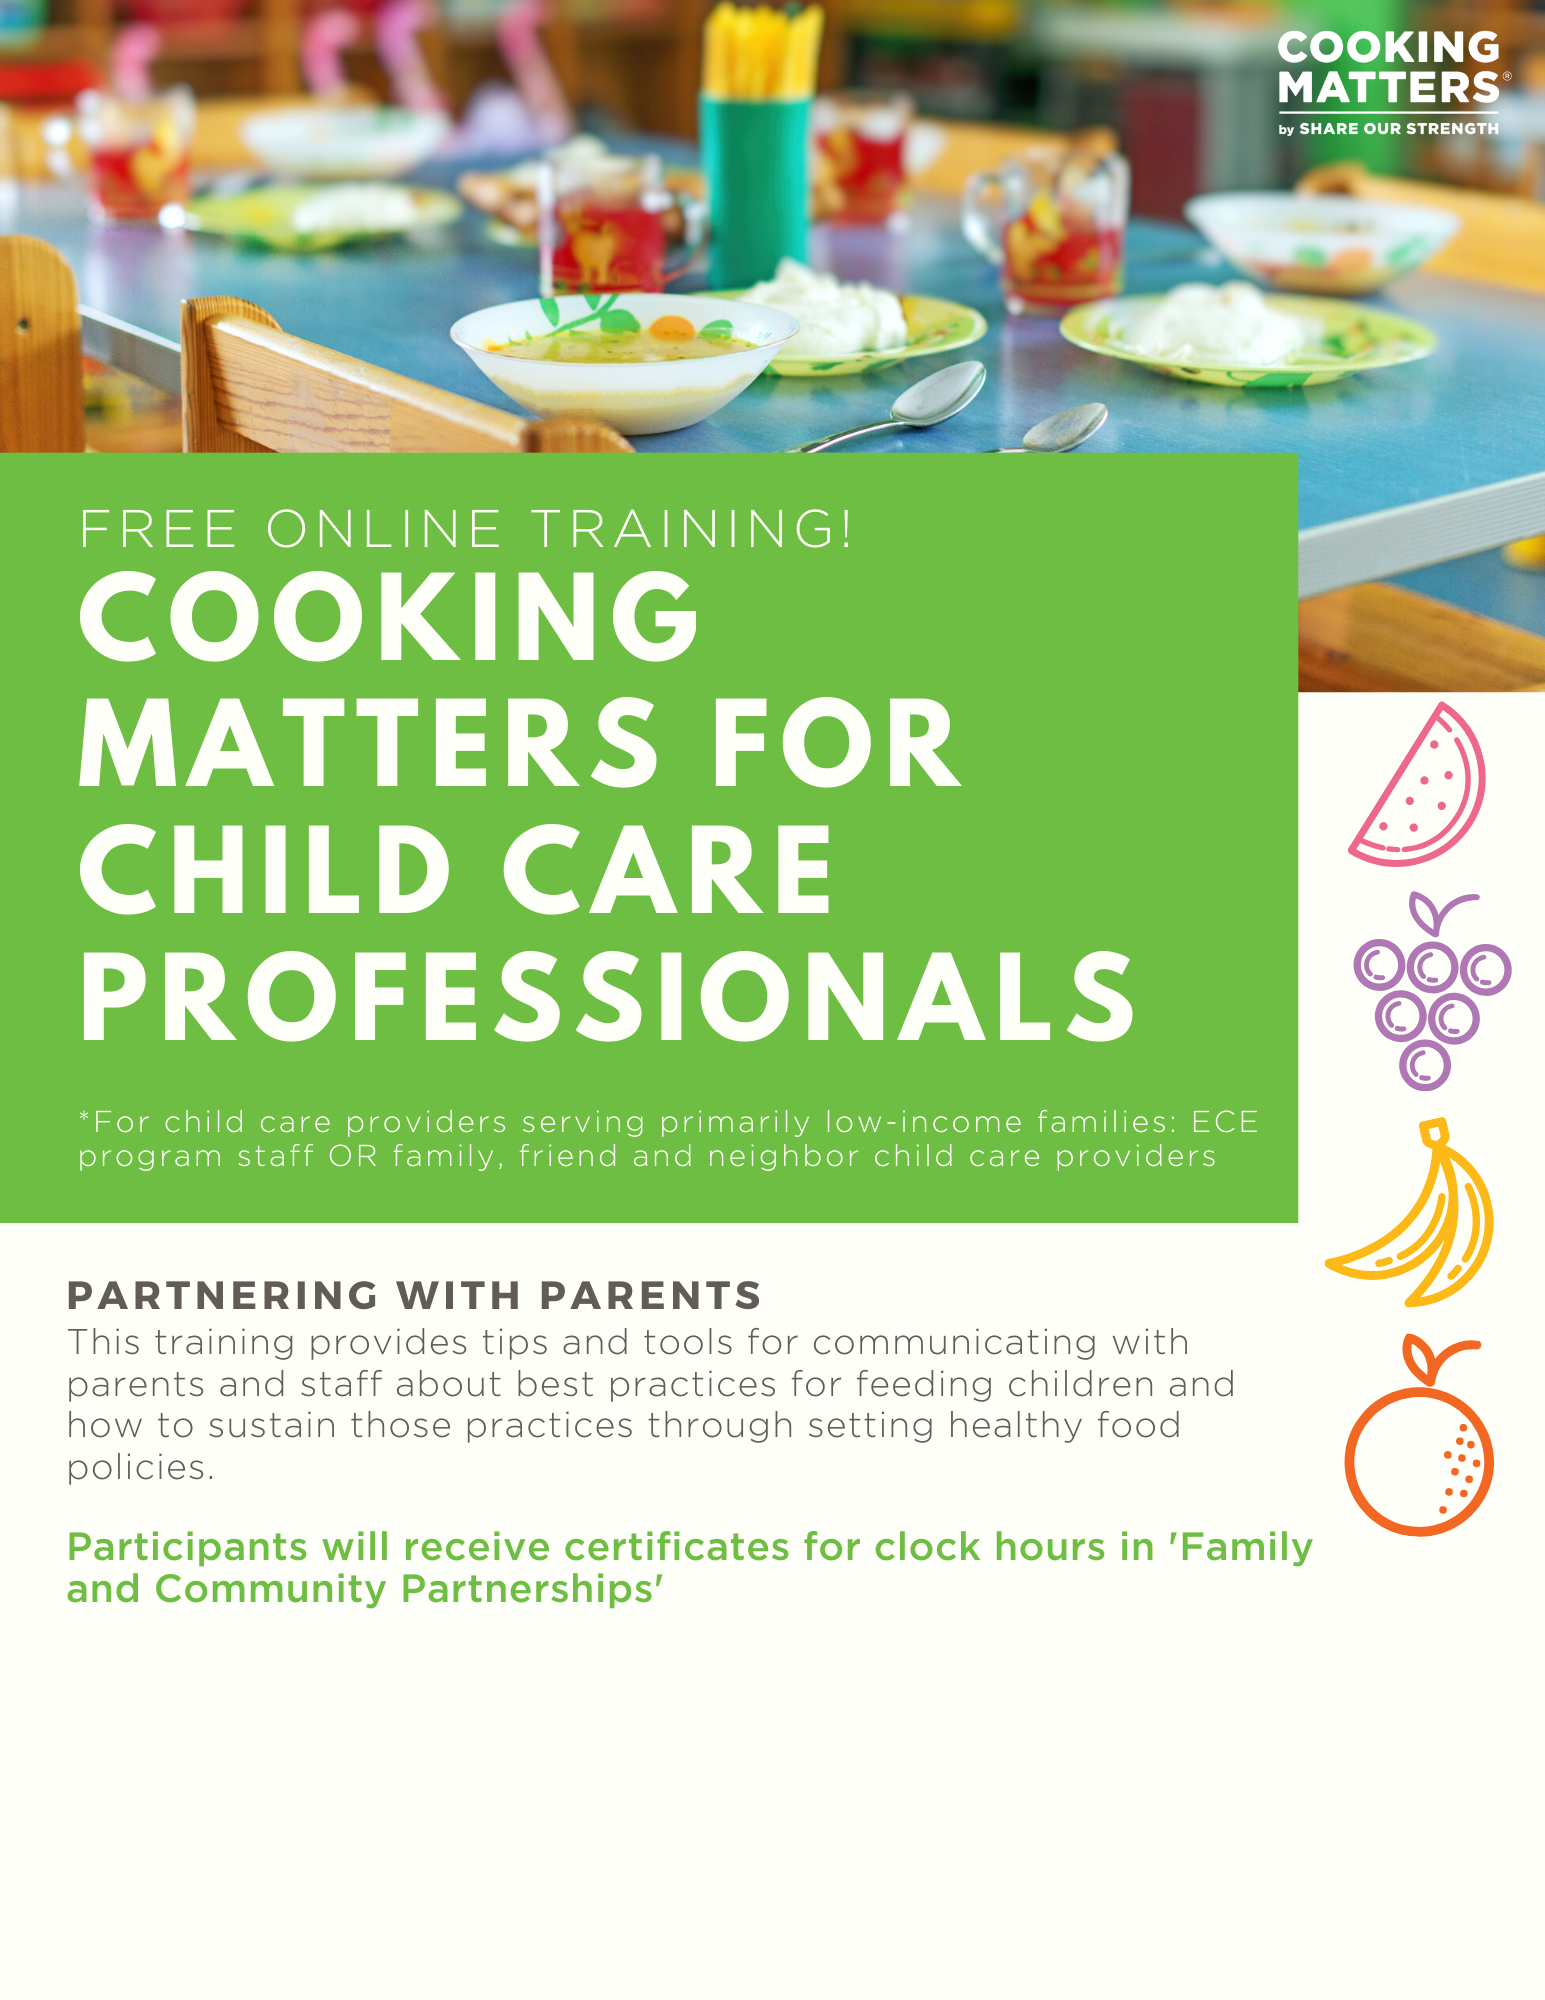 COOKING
MATTERS®
by SHARE OUR STRENGTH
FREE ONLINE TRAINING!
COOKING
MATTERS FOR
CHILD CARE
PROFESSIONALS
*For child care providers serving primarily low-income families: ECE
program staff OR family, friend and neighbor child care providers
PARTNERING WITH PARENTS
This training provides tips and tools for communicating with
parents and staff about best practices for feeding children and
how to sustain those practices through setting healthy food
policies.
Participants will receive certificates for clock hours in 'Family
and Community Partnerships'